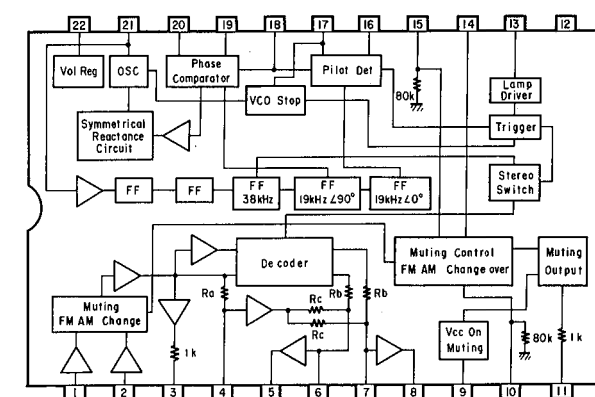 22 21 20 19 18 17 16 15 14 13 12
Vol Reg
OSC
Phase
Comparator
Pilot Det
VCO Stop
80k
Lamp
Driver
Trigger
Symmetrical
Reactance
Circuit
FF
FF
FF
38kHz
FF
19kHz∠90°
FF
19kHz∠0°
Stereo
Switch
Decoder
Muting Control
FM AM Change over
Muting
Output
Ra
Rb
Rb
Rc
Rc
Muting
FM AM Change
1k
Vcc On
Muting
80k
1k
1 2 3 4 5 6 7 8 9 10 11